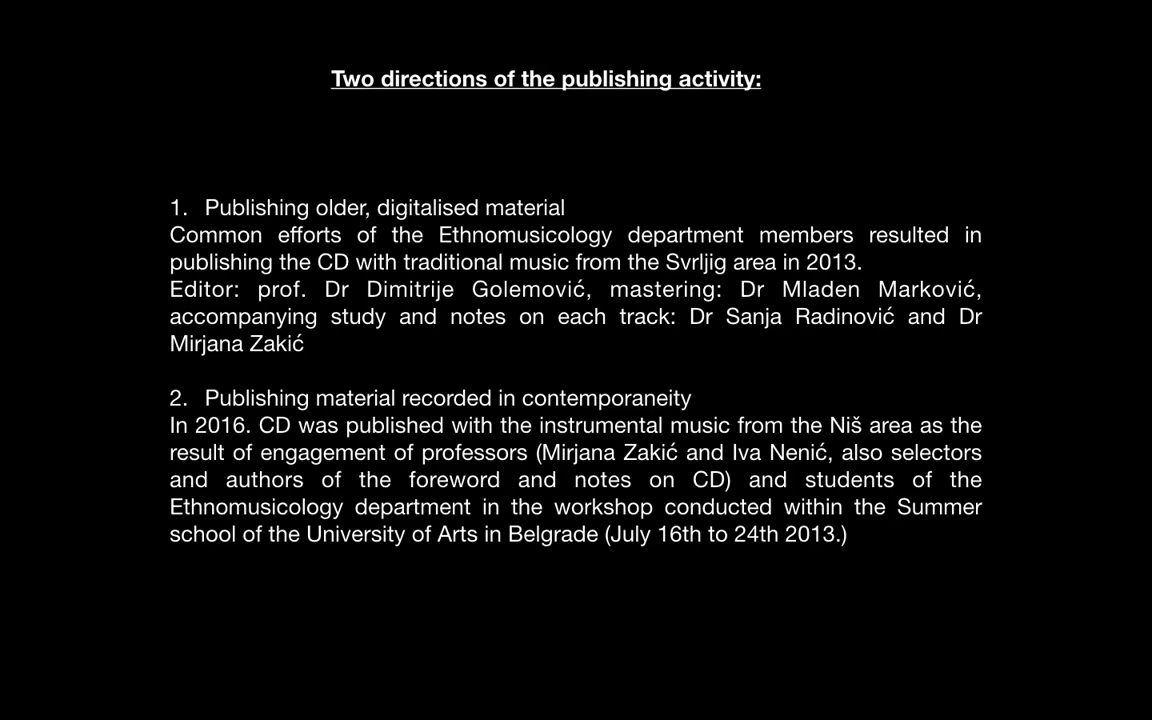 Two directions of the publishing activity:
1. Publishing older, digitalised material
Common efforts of the Ethnomusicology department members resulted in
publishing the CD with traditional music from the Svrljig area in 2013.
Editor: prof. Dr Dimitrije Golemović, mastering: Dr Mladen Marković,
accompanying study and notes on each track: Dr Sanja Radinović and Dr
Mirjana Zakić
2. Publishing material recorded in contemporaneity
In 2016. CD was published with the instrumental music from the Niš area as the
result of engagement of professors (Mirjana Zakić and Iva Nenić, also selectors
and authors of the foreword and notes on CD) and students of the
Ethnomusicology department in the workshop conducted within the Summer
school of the University of Arts in Belgrade (July 16th to 24th 2013.)